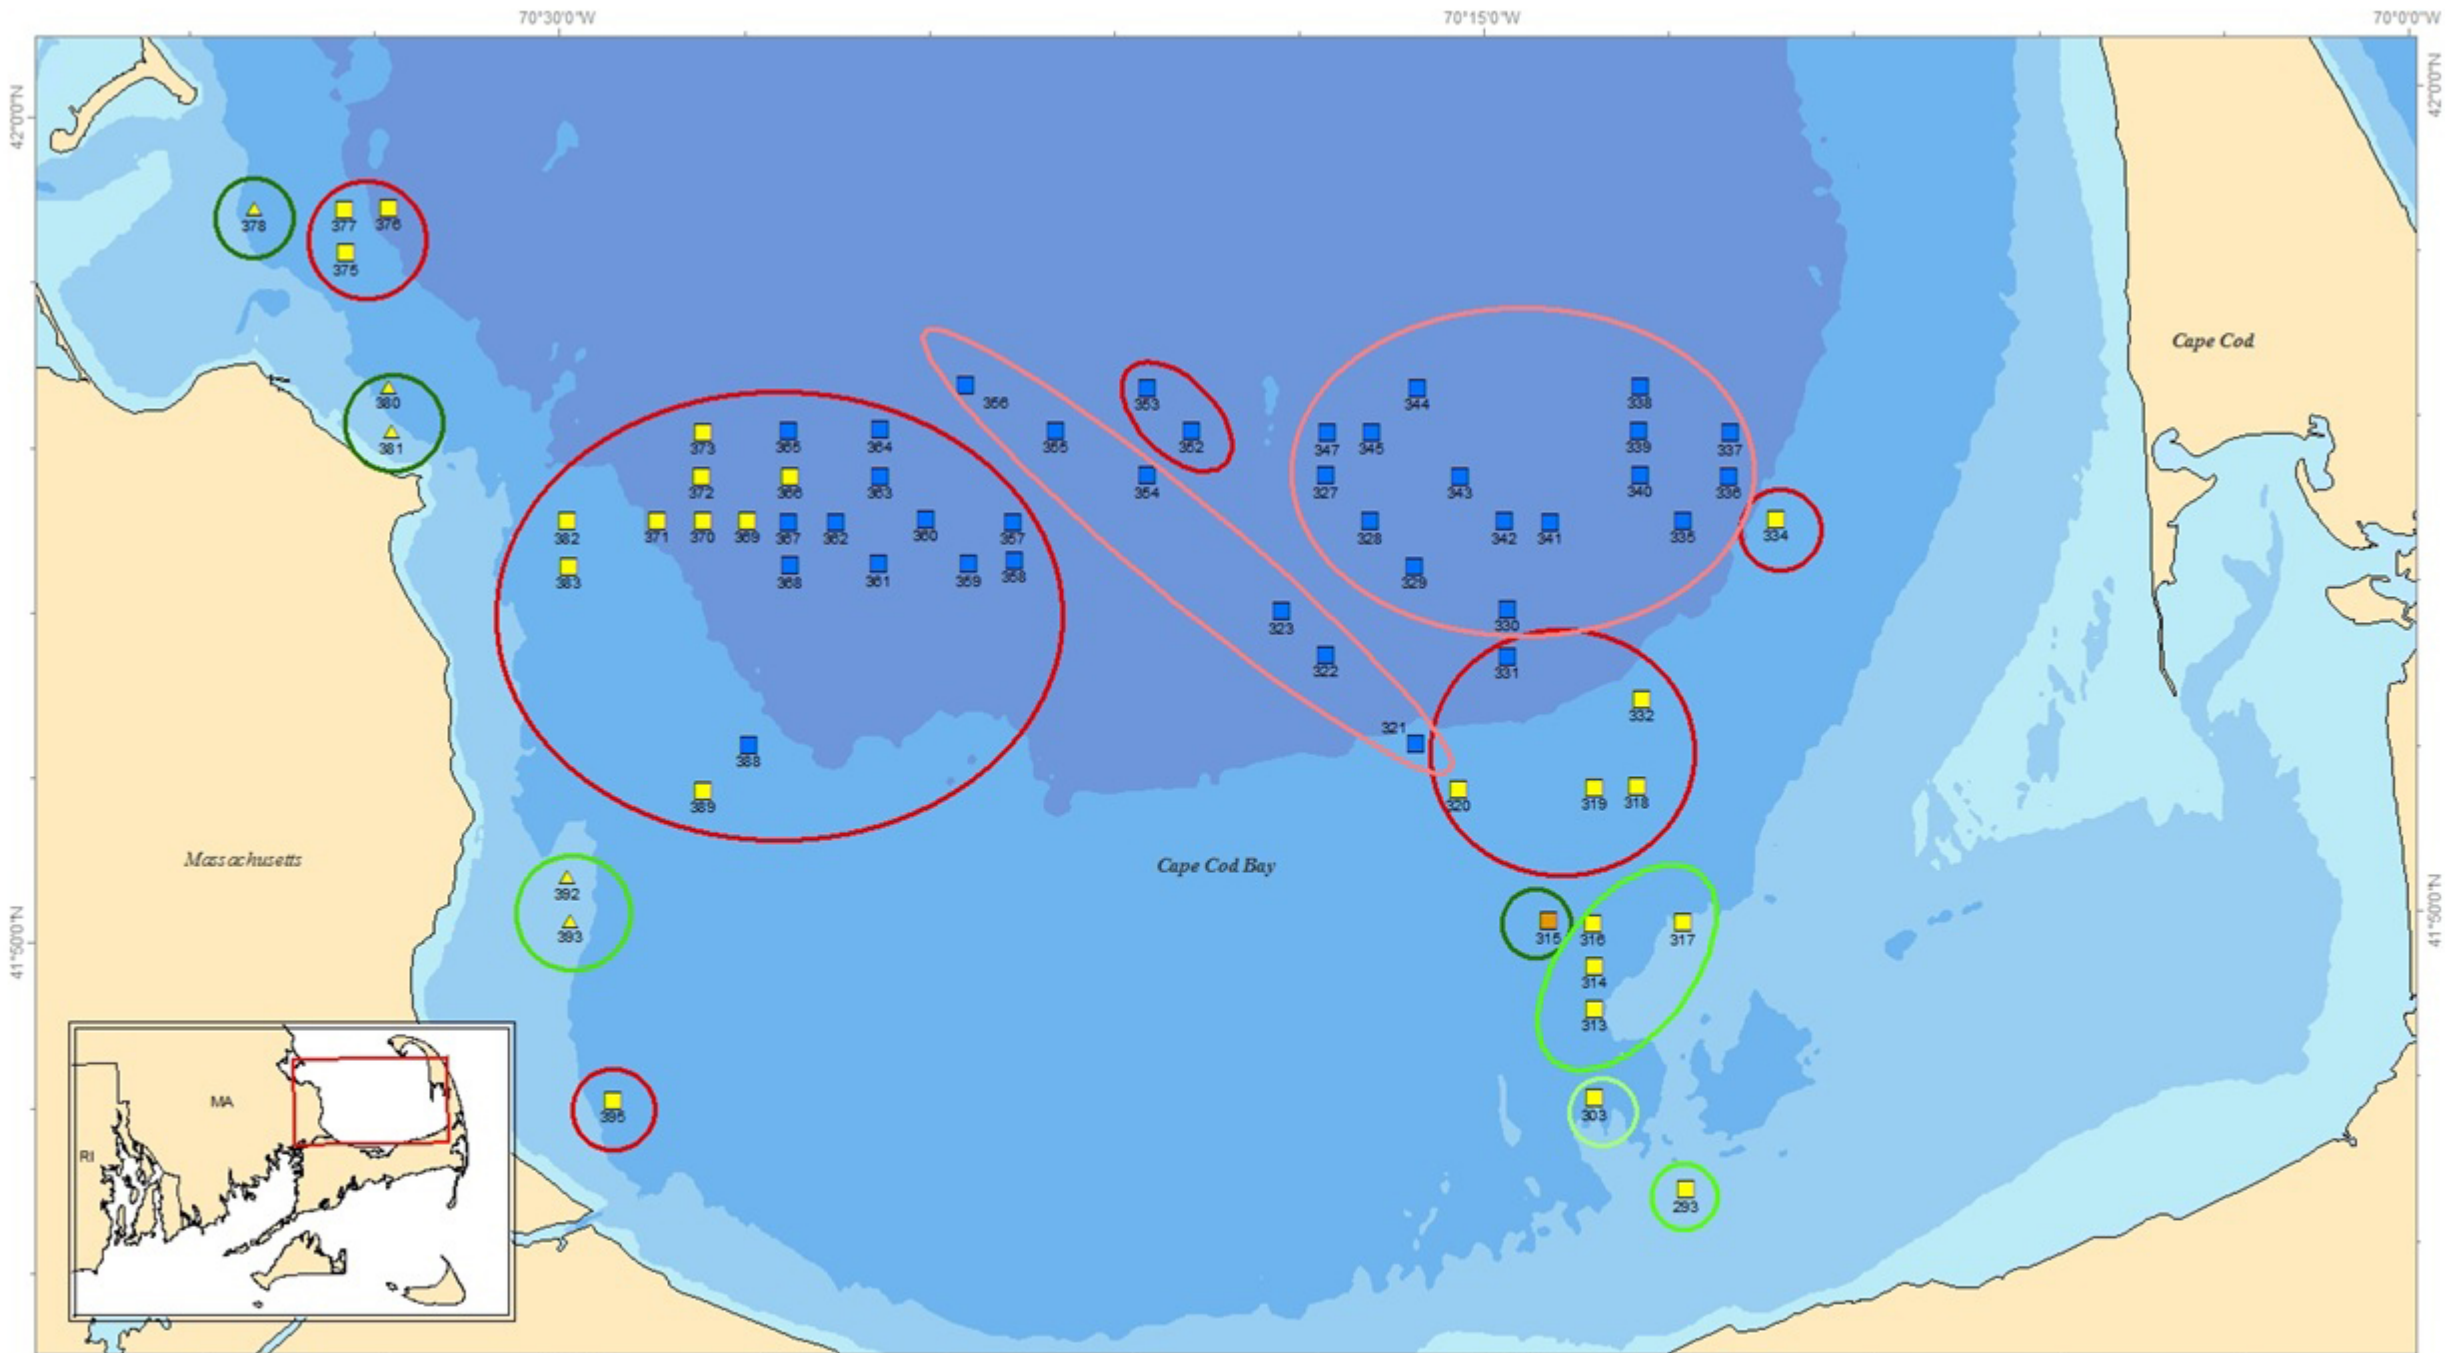 70°30'0"W 70°15'0"W 70°0'0"W
42°0'0"N 42°0'0"N
378 377 376
375
Cape Cod
380 356 353 344 338
381 373 365 364 355 352 347 345 339 337
372 366 363 354 327 343 340 336
382 371 370 369 367 362 360 357 328 342 341 335 334
383 368 361 359 358 329
323 330
322 331
321 332
388
389 320 319 318
Massachusetts Cape Cod Bay
392
393 315 316 317
41°50'0"N 41°50'0"N
314
313
MA 395 303
RI
293